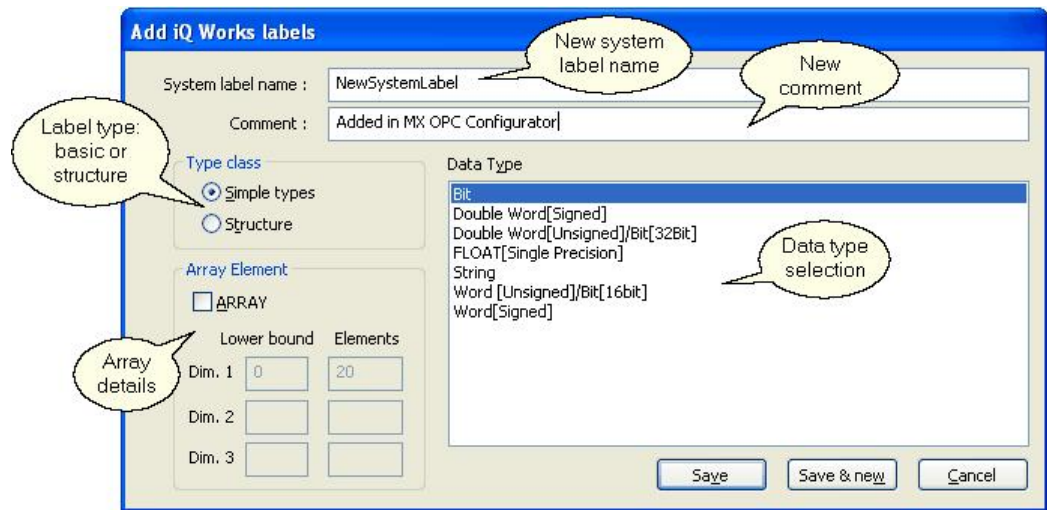 Add iQ Works labels
New system
label name
System label name :
NewSystemLabel
New
comment
Comment :
Added in MX OPC Configurator
Label type:
basic or
structure
Type class
Simple types
Structure
Data Type
Bit
Double Word[Signed]
Double Word[Unsigned]/Bit[32Bit]
FLOAT[Single Precision]
String
Word [Unsigned]/Bit[16bit]
Word[Signed]
Data type
selection
Array Element
ARRAY
Lower bound Elements
Array
details
Dim. 1 0 20
Dim. 2
Dim. 3
Save Save & new Cancel